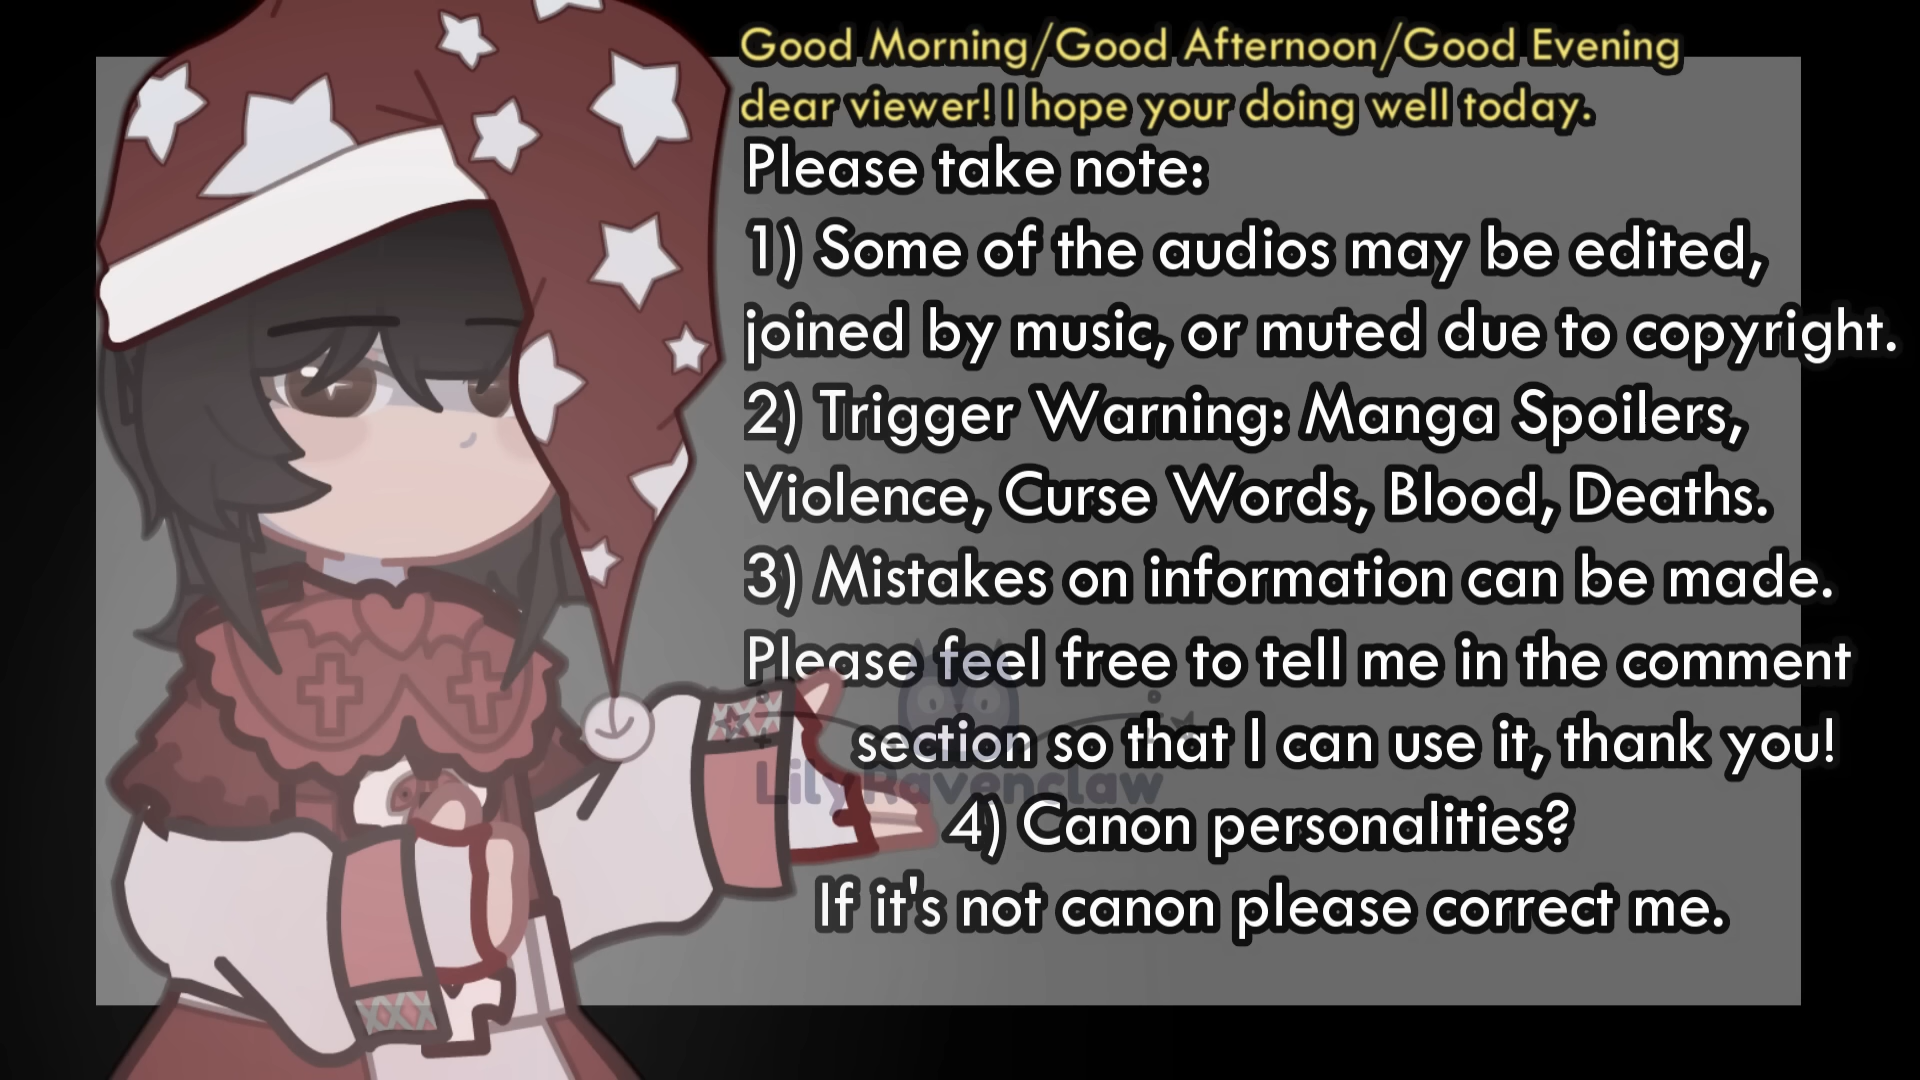 Good Morning/Good Afternoon/Good Evening
dear viewer! I hope your doing well today.
Please take note:
1) Some of the audios may be edited,
joined by music, or muted due to copyright.
2) Trigger Warning: Manga Spoilers,
Violence, Curse Words, Blood, Deaths.
3) Mistakes on information can be made.
Please feel free to tell me in the comment
section so that I can use it, thank you!
LilyRavenclaw
4) Canon personalities?
If it's not canon please correct me.